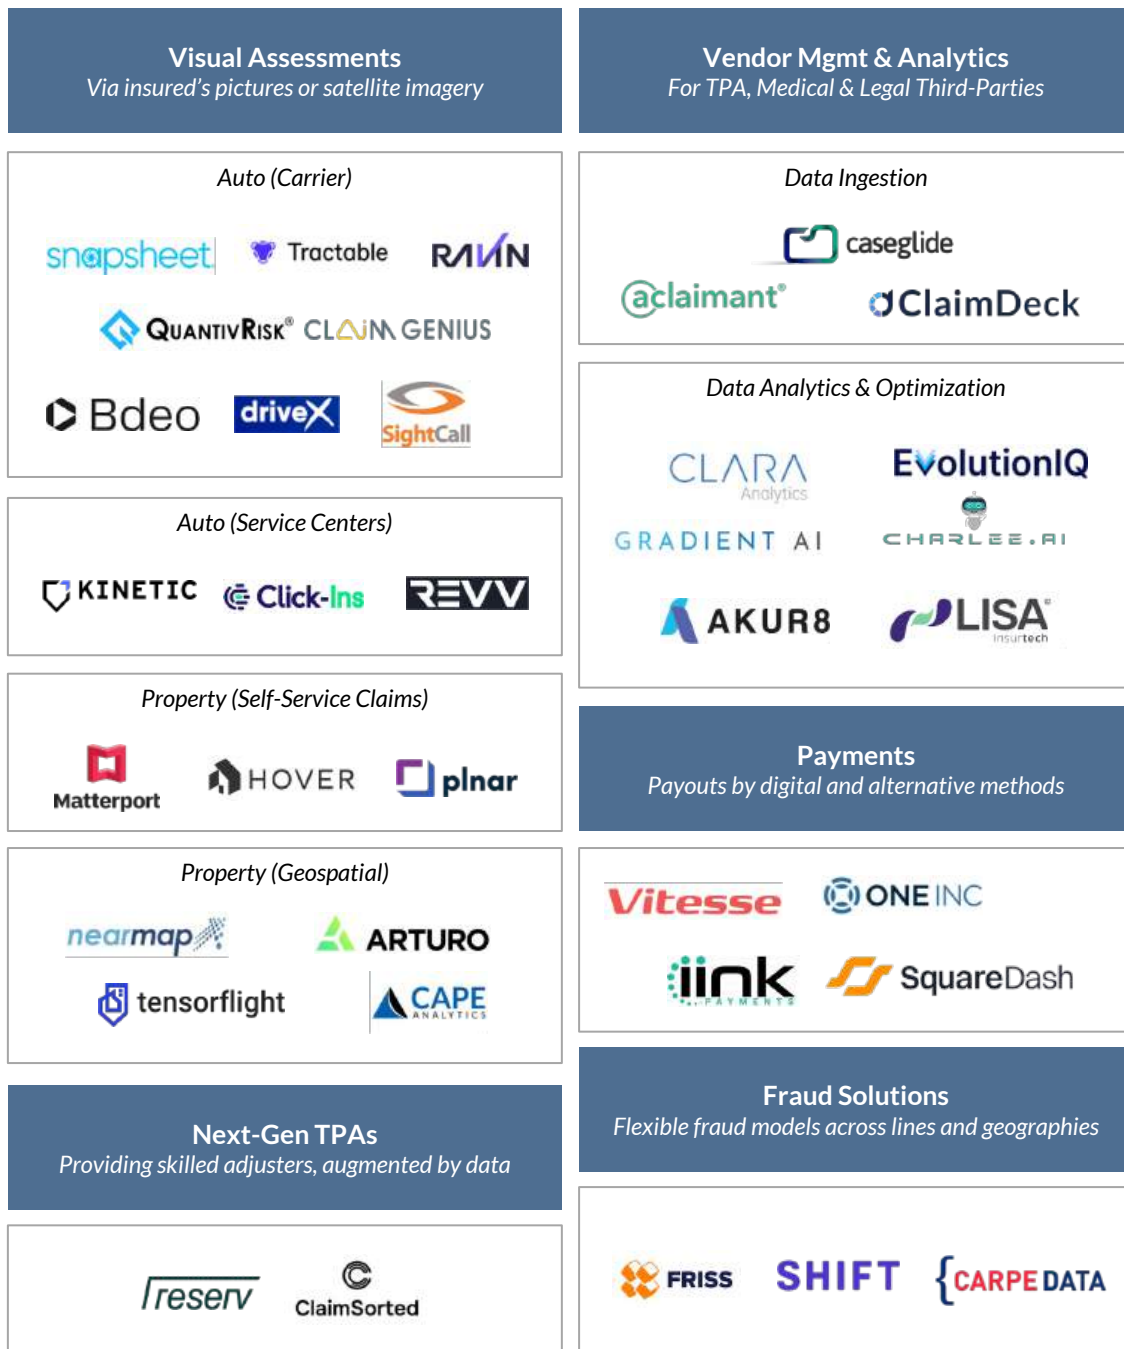 Visual Assessments
Via insured's pictures or satellite imagery
Auto (Carrier)
snapsheet
Tractable
RAVIN
QUANTIVRISK®
CLAIM GENIUS
Bdeo
driveX
SightCall
Auto (Service Centers)
KINETIC
Click-Ins
REVV
Property (Self-Service Claims)
Matterport
HOVER
plnar
Property (Geospatial)
nearmap
ARTURO
tensorflight
CAPE
ANALYTICS
Next-Gen TPAs
Providing skilled adjusters, augmented by data
reserv
ClaimSorted
Vendor Mgmt & Analytics
For TPA, Medical & Legal Third-Parties
Data Ingestion
caseglide
aclaimant®
ClaimDeck
Data Analytics & Optimization
CLARA
Analytics
EvolutionIQ
GRADIENT AI
CHARLEE.AI
AKUR8
LISA
Insurtech
Payments
Payouts by digital and alternative methods
Vitesse
ONE INC
iink
PAYMENTS
SquareDash
Fraud Solutions
Flexible fraud models across lines and geographies
FRISS
SHIFT
{CARPE DATA